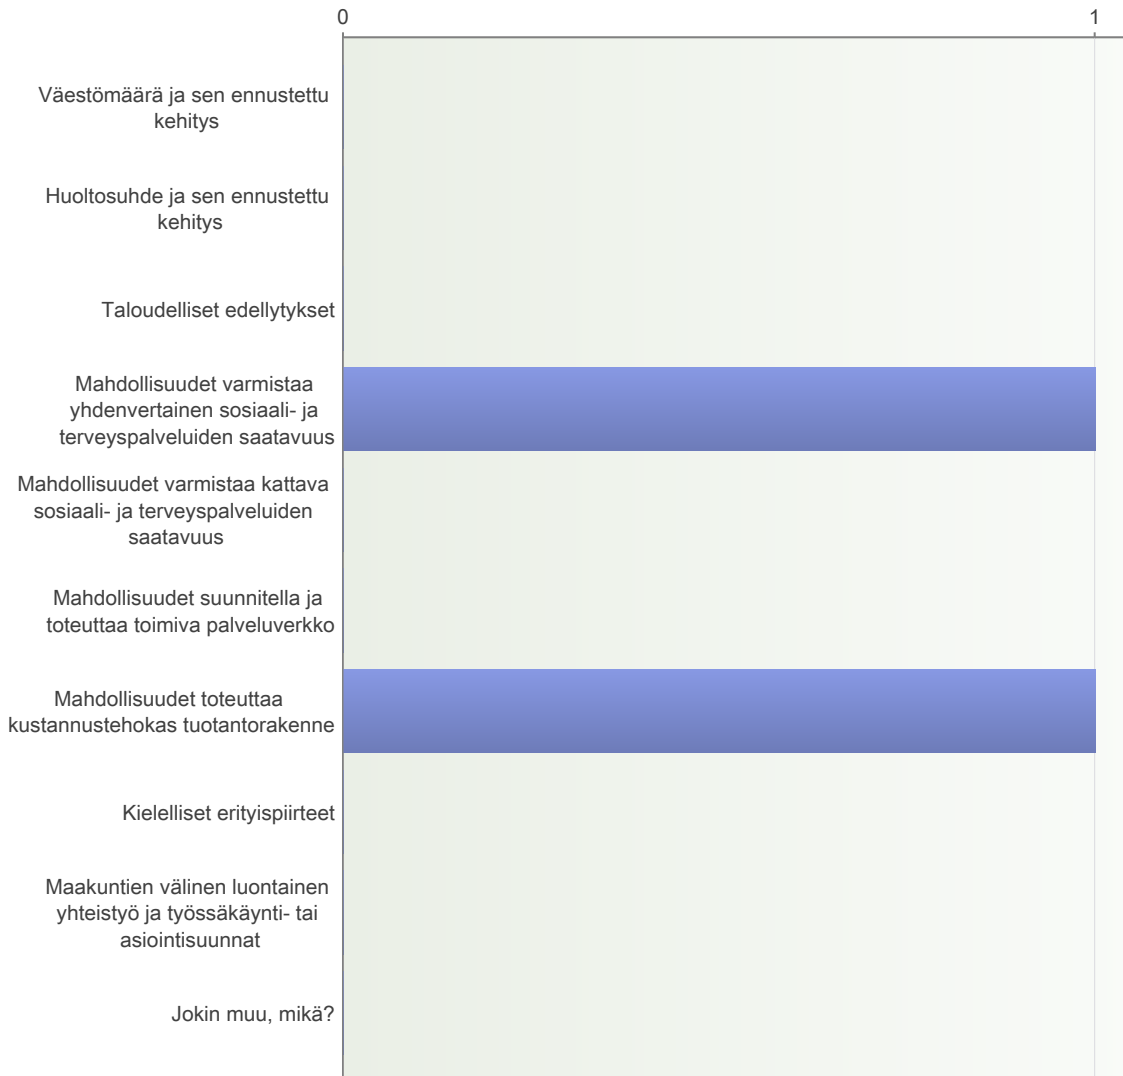 0 1
Väestömäärä ja sen ennustettu
kehitys
Huoltosuhde ja sen ennustettu
kehitys
Taloudelliset edellytykset
Mahdollisuudet varmistaa
yhdenvertainen sosiaali- ja
terveyspalveluiden saatavuus
Mahdollisuudet varmistaa kattava
sosiaali- ja terveyspalveluiden
saatavuus
Mahdollisuudet suunnitella ja
toteuttaa toimiva palveluverkko
Mahdollisuudet toteuttaa
kustannustehokas tuotantorakenne
Kielelliset erityispiirteet
Maakuntien välinen luontainen
yhteistyö ja työssäkäynti- tai
asiointisuunnat
Jokin muu, mikä?